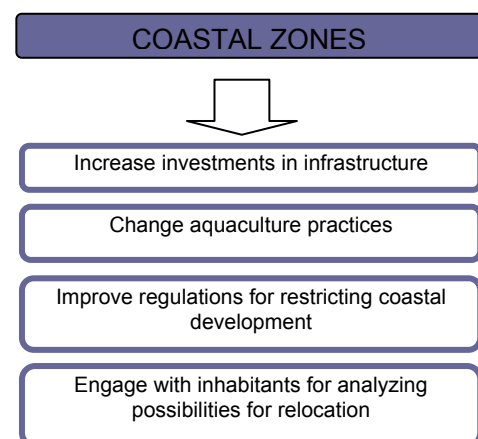 COASTAL ZONES
Increase investments in infrastructure
Change aquaculture practices
Improve regulations for restricting coastal
development
Engage with inhabitants for analyzing
possibilities for relocation